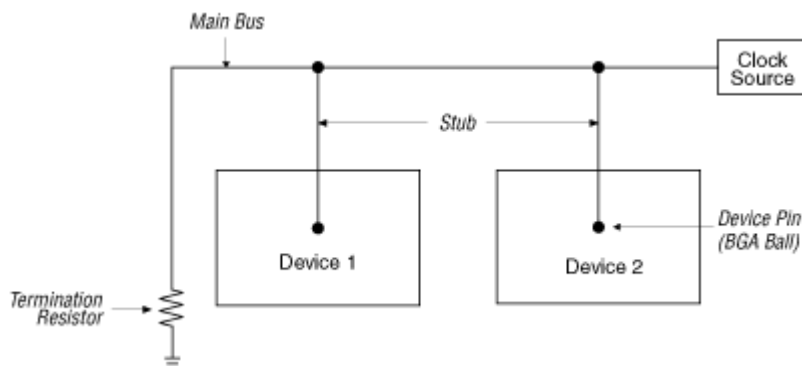 Main Bus
Clock
Source
Stub
Device Pin
(BGA Ball)
Device 1
Device 2
Termination
Resistor